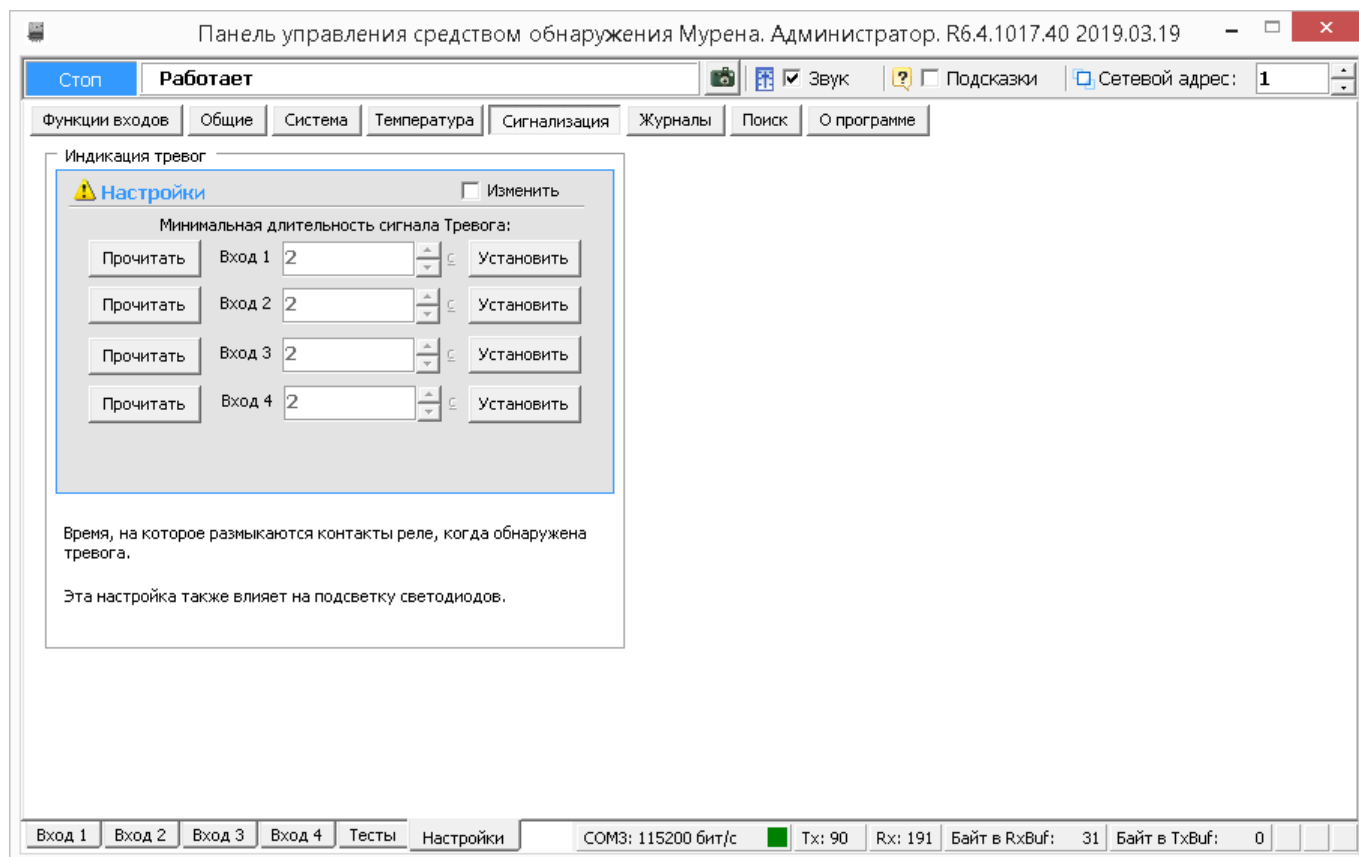 Панель управления средством обнаружения Мурена. Администратор. R6.4.1017.40 2019.03.19
Стоп Работает Звук Подсказки Сетевой адрес: 1
Функции входов Общие Система Температура Сигнализация Журналы Поиск О программе
Индикация тревог
Настройки Изменить
Минимальная длительность сигнала Тревога:
Прочитать Вход 1 2 с Установить
Прочитать Вход 2 2 с Установить
Прочитать Вход 3 2 с Установить
Прочитать Вход 4 2 с Установить
Время, на которое размыкаются контакты реле, когда обнаружена
тревога.
Эта настройка также влияет на подсветку светодиодов.
Вход 1 Вход 2 Вход 3 Вход 4 Тесты Настройки COM3: 115200 бит/с Tx: 90 Rx: 191 Байт в RxBuf: 31 Байт в TxBuf: 0